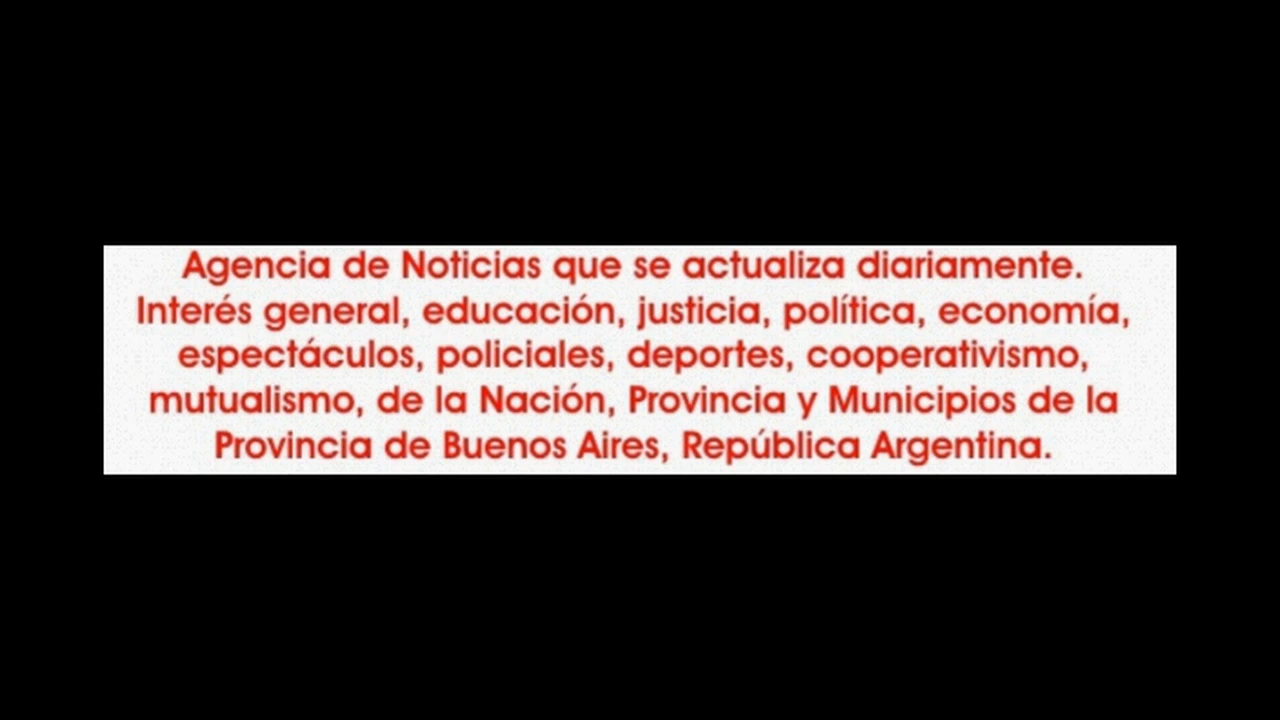 Agencia de Noticias que se actualiza diariamente.
Interés general, educación, justicia, política, economía,
espectáculos, policiales, deportes, cooperativismo,
mutualismo, de la Nación, Provincia y Municipios de la
Provincia de Buenos Aires, República Argentina.